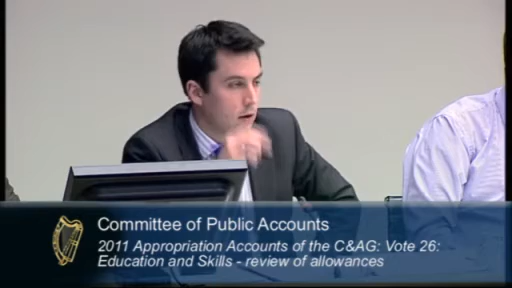 Committee of Public Accounts
2011 Appropriation Accounts of the C&AG: Vote 26:
Education and Skills - review of allowances